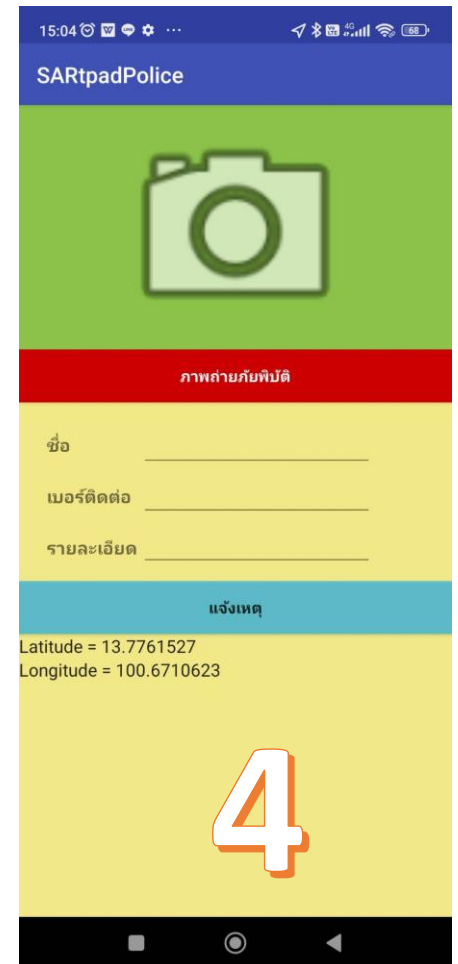 15:04
4G
68
SARtpadPolice
ภาพถ่ายภัยพิบัติ
ชื่อ
เบอร์ติดต่อ
รายละเอียด
แจ้งเหตุ
Latitude = 13.7761527
Longitude = 100.6710623
4